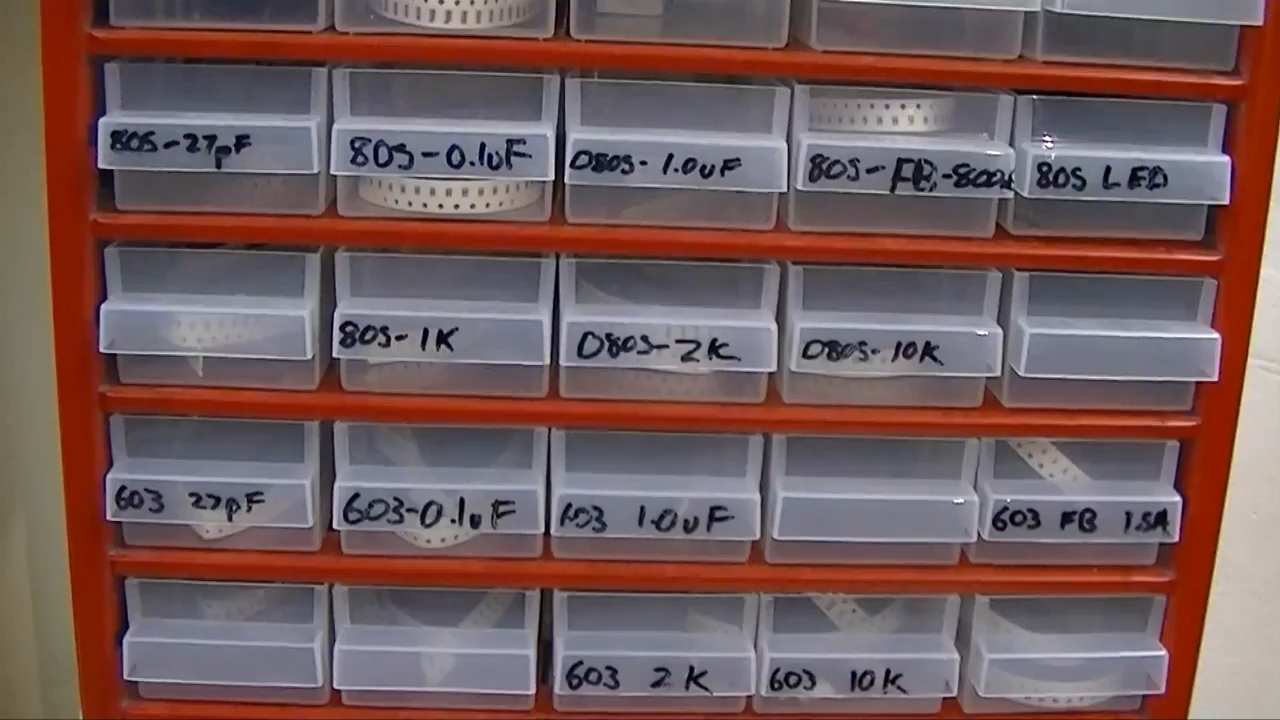 805-27pF
805-0.1uF
0805-1.0uF
805-FB-800
805 LED
805-1K
0805-2K
0805-10K
603 27pF
603-0.1uF
603 1.0uF
603 FB 1.5A
603 2K
603 10K